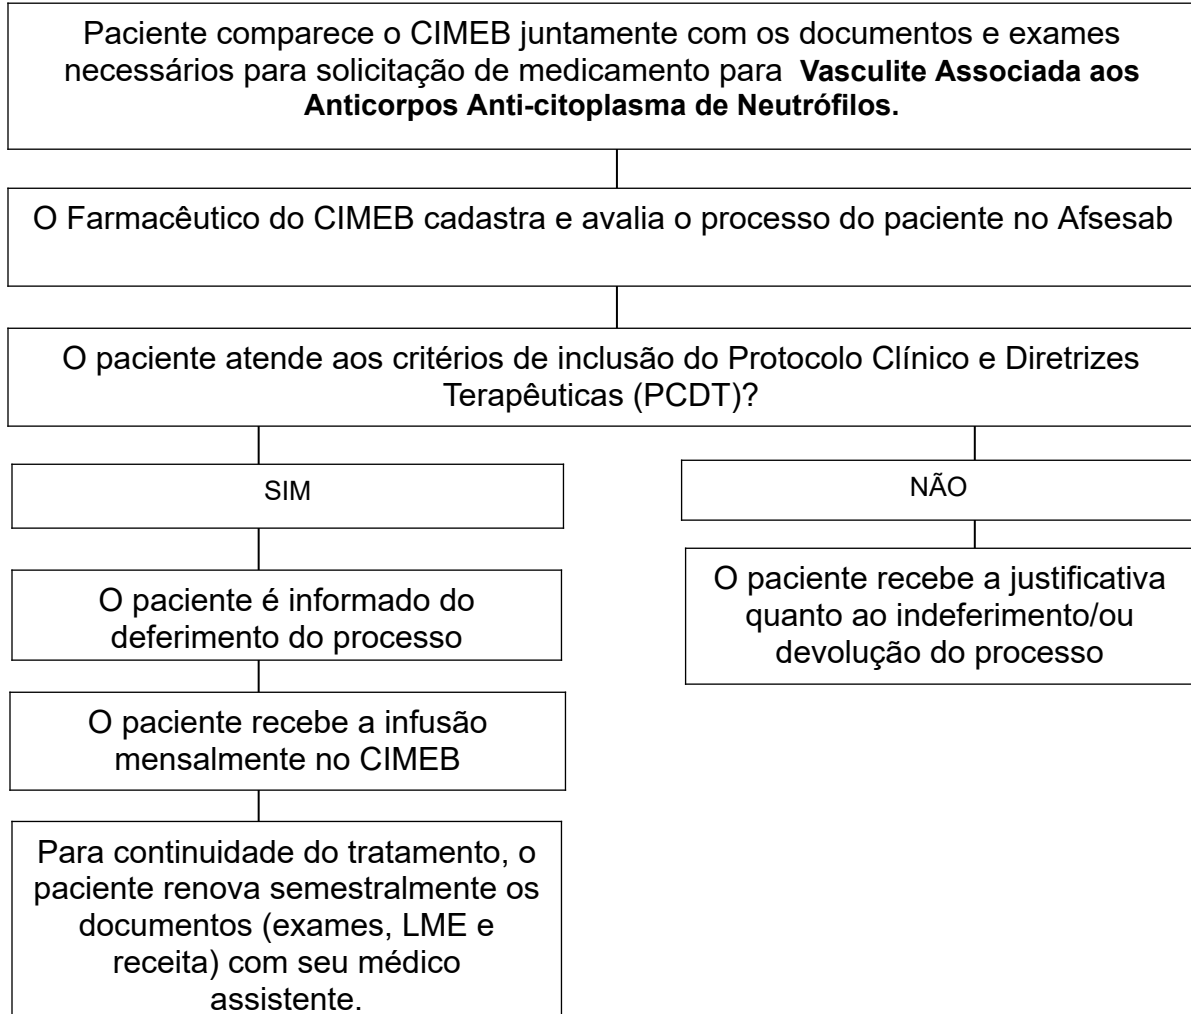 Paciente comparece o CIMEB juntamente com os documentos e exames
necessários para solicitação de medicamento para Vasculite Associada aos
Anticorpos Anti-citoplasma de Neutrófilos.
O Farmacêutico do CIMEB cadastra e avalia o processo do paciente no Afsesab
O paciente atende aos critérios de inclusão do Protocolo Clínico e Diretrizes
Terapêuticas (PCDT)?
SIM
O paciente é informado do
deferimento do processo
O paciente recebe a infusão
mensalmente no CIMEB
Para continuidade do tratamento, o
paciente renova semestralmente os
documentos (exames, LME e
receita) com seu médico
assistente.
NÃO
O paciente recebe a justificativa
quanto ao indeferimento/ou
devolução do processo